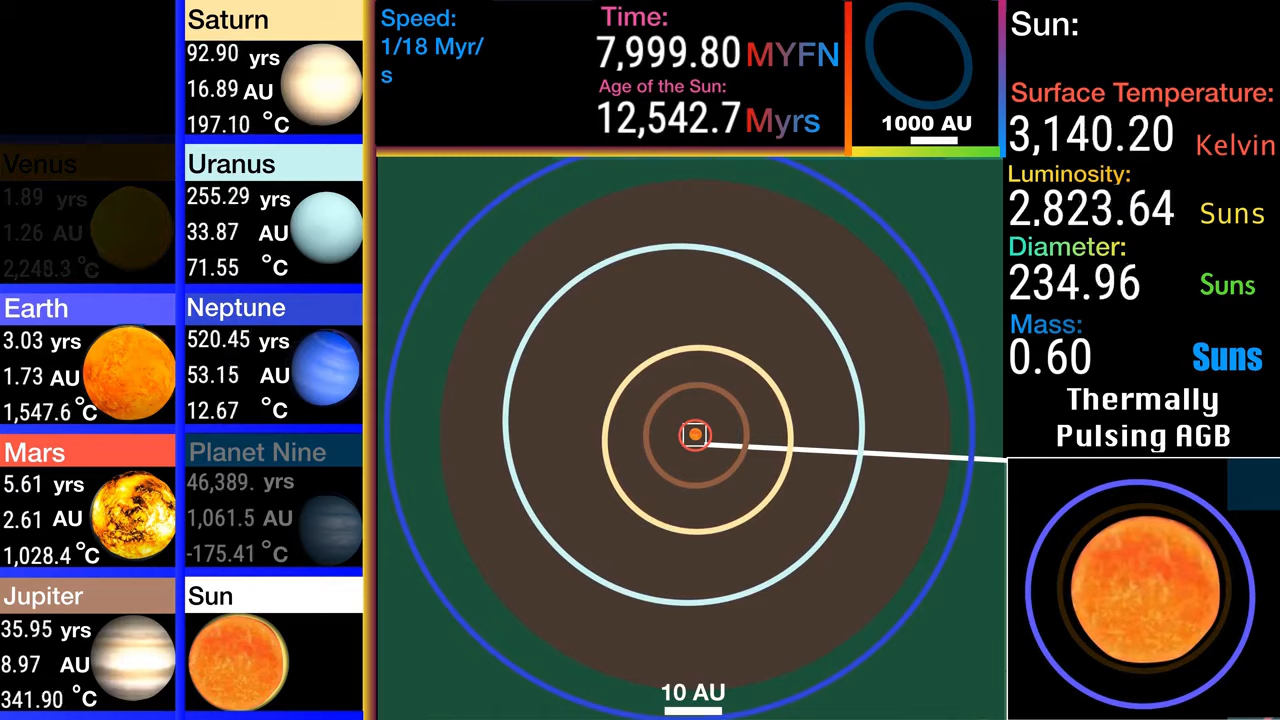 Venus
1.89 yrs
1.26 AU
2,248.3 °C
Earth
3.03 yrs
1.73 AU
1,547.6 °C
Mars
5.61 yrs
2.61 AU
1,028.4 °C
Jupiter
35.95 yrs
8.97 AU
341.90 °C
Saturn
92.90 yrs
16.89 AU
197.10 °C
Uranus
255.29 yrs
33.87 AU
71.55 °C
Neptune
520.45 yrs
53.15 AU
12.67 °C
Planet Nine
46,389. yrs
1,061.5 AU
-175.41 °C
Sun
Speed:
1/18 Myr/
s
Time:
7,999.80 MYFN
Age of the Sun:
12,542.7 Myrs
1000 AU
10 AU
Sun:
Surface Temperature:
3,140.20 Kelvin
Luminosity:
2,823.64 Suns
Diameter:
234.96 Suns
Mass:
0.60 Suns
Thermally
Pulsing AGB